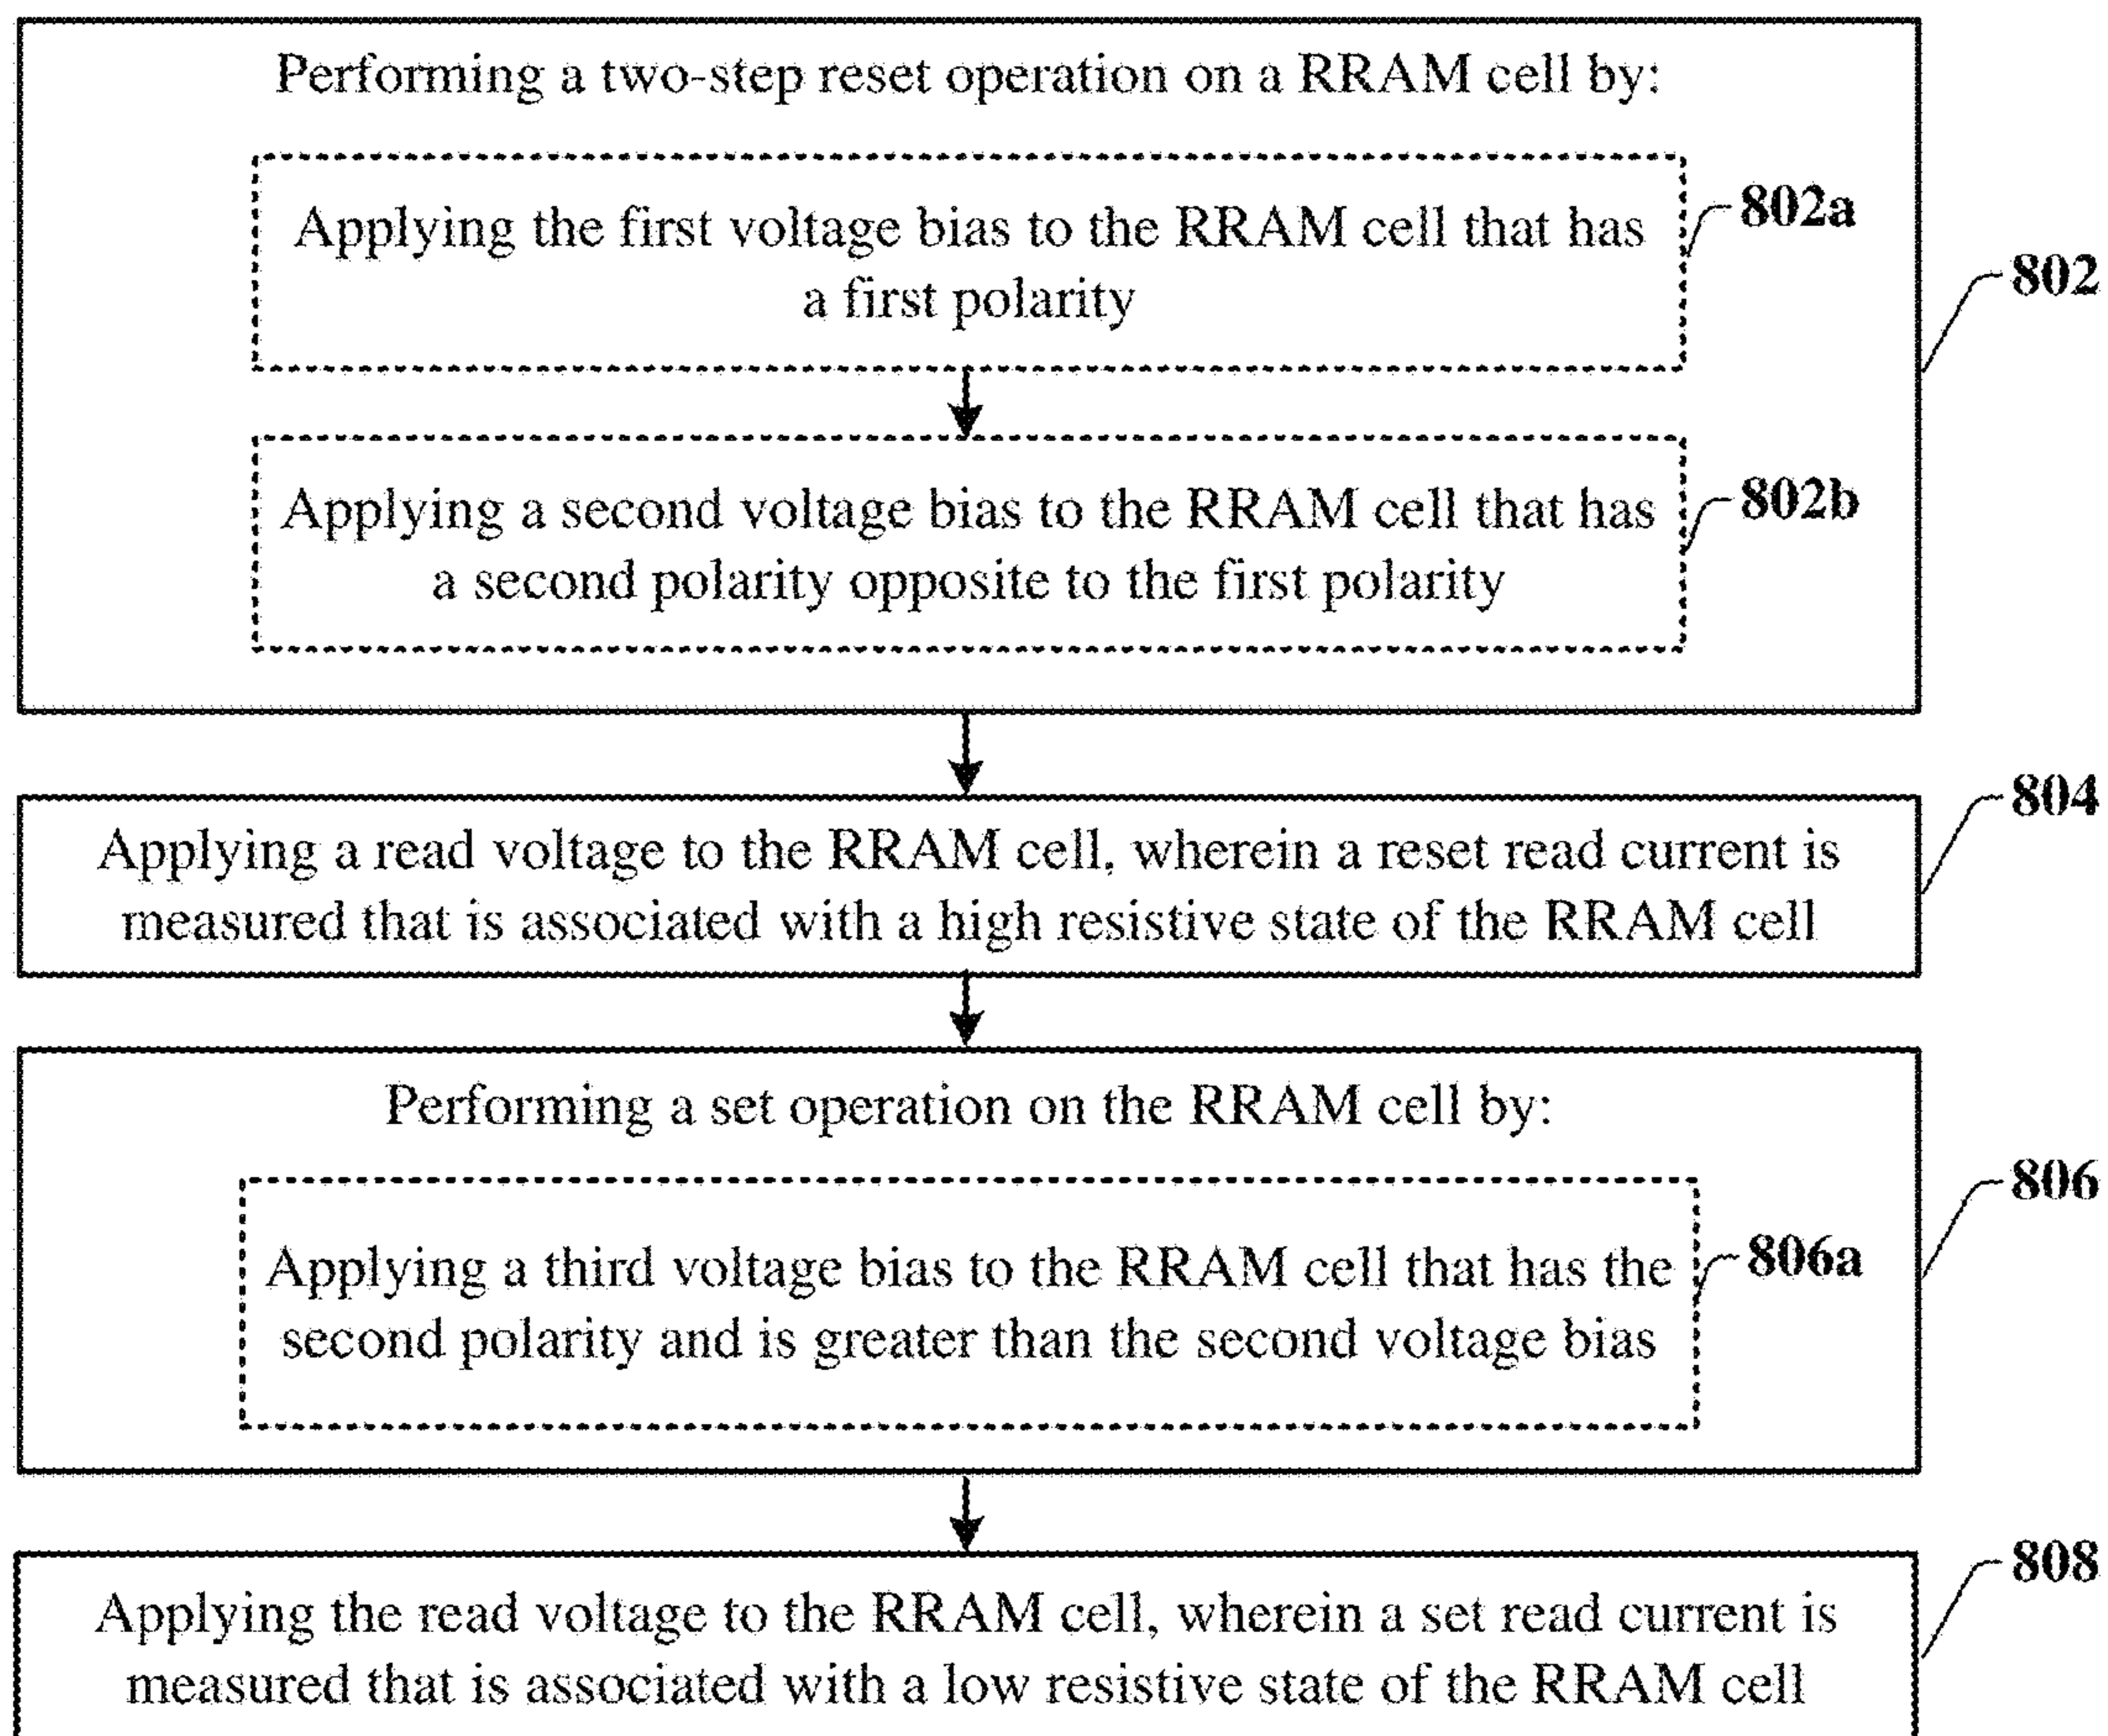 Performing a two-step reset operation on a RRAM cell by:
Applying the first voltage bias to the RRAM cell that has
a first polarity
802a
802
Applying a second voltage bias to the RRAM cell that has
a second polarity opposite to the first polarity
802b
804
Applying a read voltage to the RRAM cell, wherein a reset read current is
measured that is associated with a high resistive state of the RRAM cell
Performing a set operation on the RRAM cell by:
806
Applying a third voltage bias to the RRAM cell that has the
second polarity and is greater than the second voltage bias
806a
808
Applying the read voltage to the RRAM cell, wherein a set read current is
measured that is associated with a low resistive state of the RRAM cell